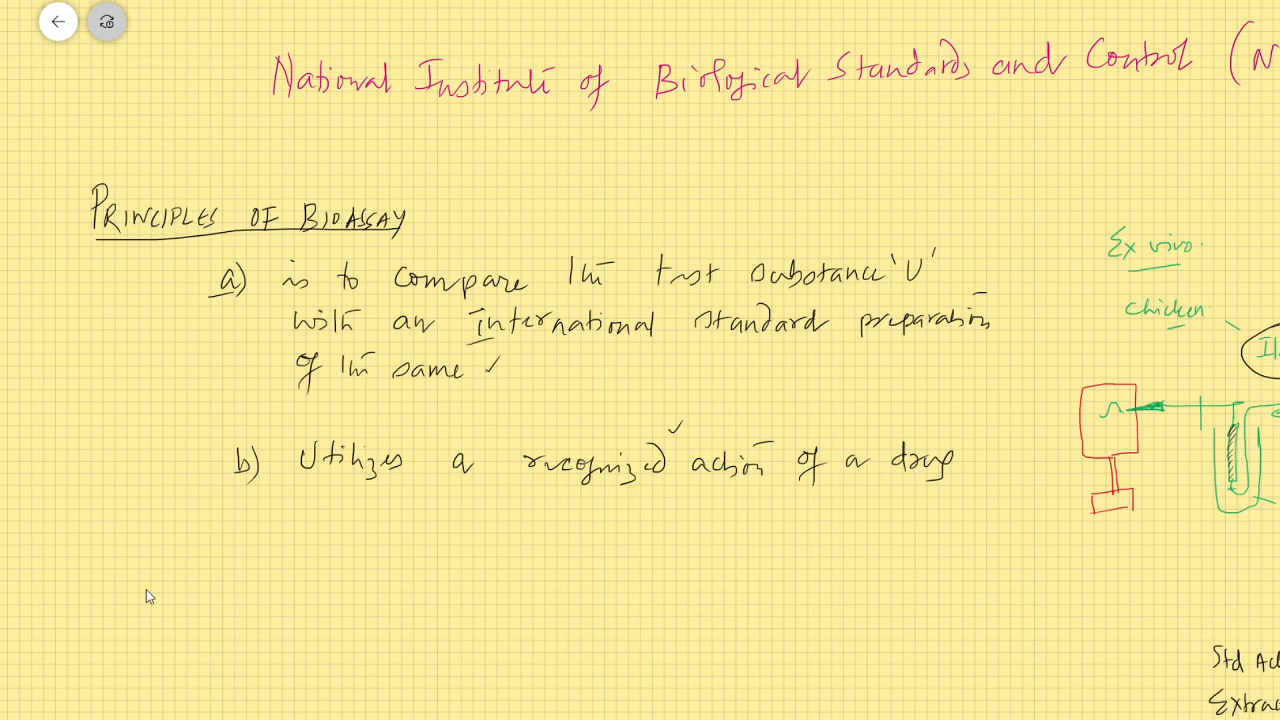 National Institute of Biological Standards and Control (N
PRINCIPLES OF BIOASSAY
a) is to compare the test substance 'U'
with an international standard preparation
of the same ✓
b) Utilizes a recognized ✓ action of a drug
Ex vivo.
Chicken.
Std